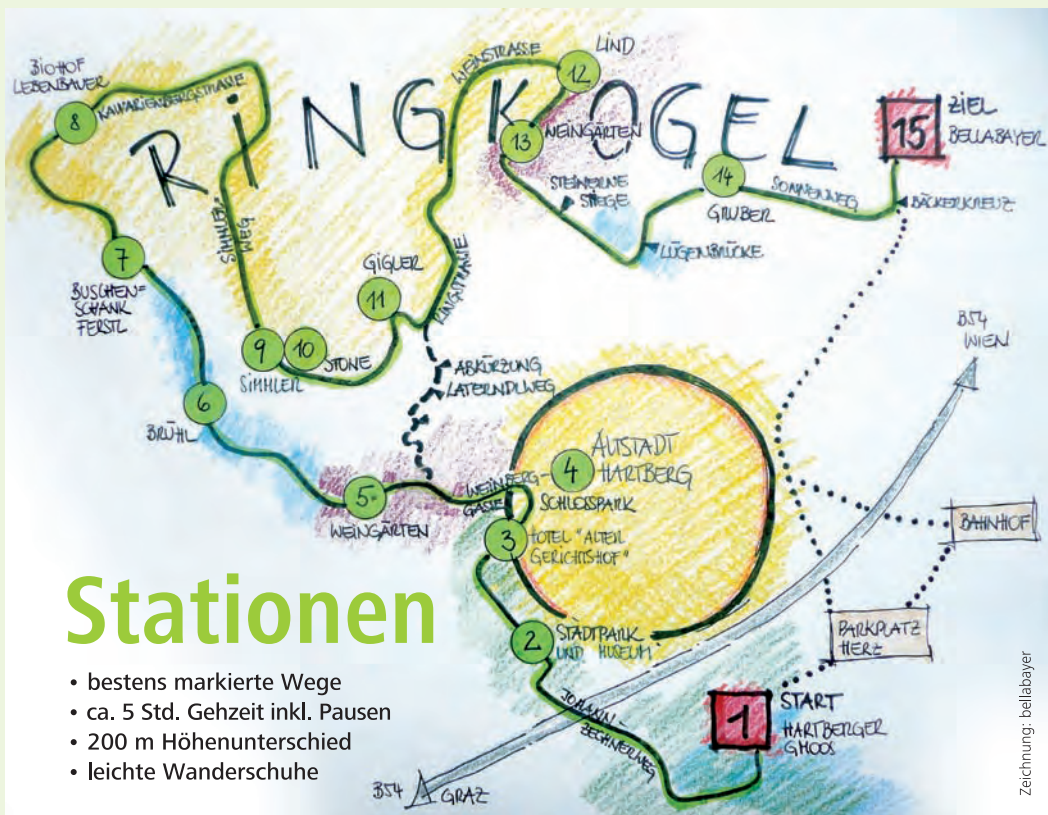 BIOHOF
LEBENBAUER
8
KALVARIENBERGSTRASSE
WEINSTRASSE
LIND
12
RINGKOGEL
13
WEINGÄRTEN
15
ZIEL
BELLABAYER
STEINERNE
STIEGE
14
GRUBER
SONNENWEG
BÄCKERKREUZ
LÜGENBRÜCKE
7
BUSCHEN=
SCHANK
FERSTL
SIMMLER
WEG
GIGLER
11
RINGSTRASSE
9
SIMMLER
10
STONE
ABKÜRZUNG
LATERNDLWEG
B54
WIEN
6
BRÜHL
5
WEINGÄRTEN
WEINBERG-
GASSE
4
ALTSTADT
HARTBERG
SCHLOSSPARK
3
HOTEL "ALTER
GERICHTSHOF"
BAHNHOF
2
STADTPARK
UND MUSEUM
PARKPLATZ
HERZ
JOHANN-
ZECHNERWEG
1
START
HARTBERGER
GMOOS
B54
GRAZ
Stationen
• bestens markierte Wege
• ca. 5 Std. Gehzeit inkl. Pausen
• 200 m Höhenunterschied
• leichte Wanderschuhe
Zeichnung: bellabayer